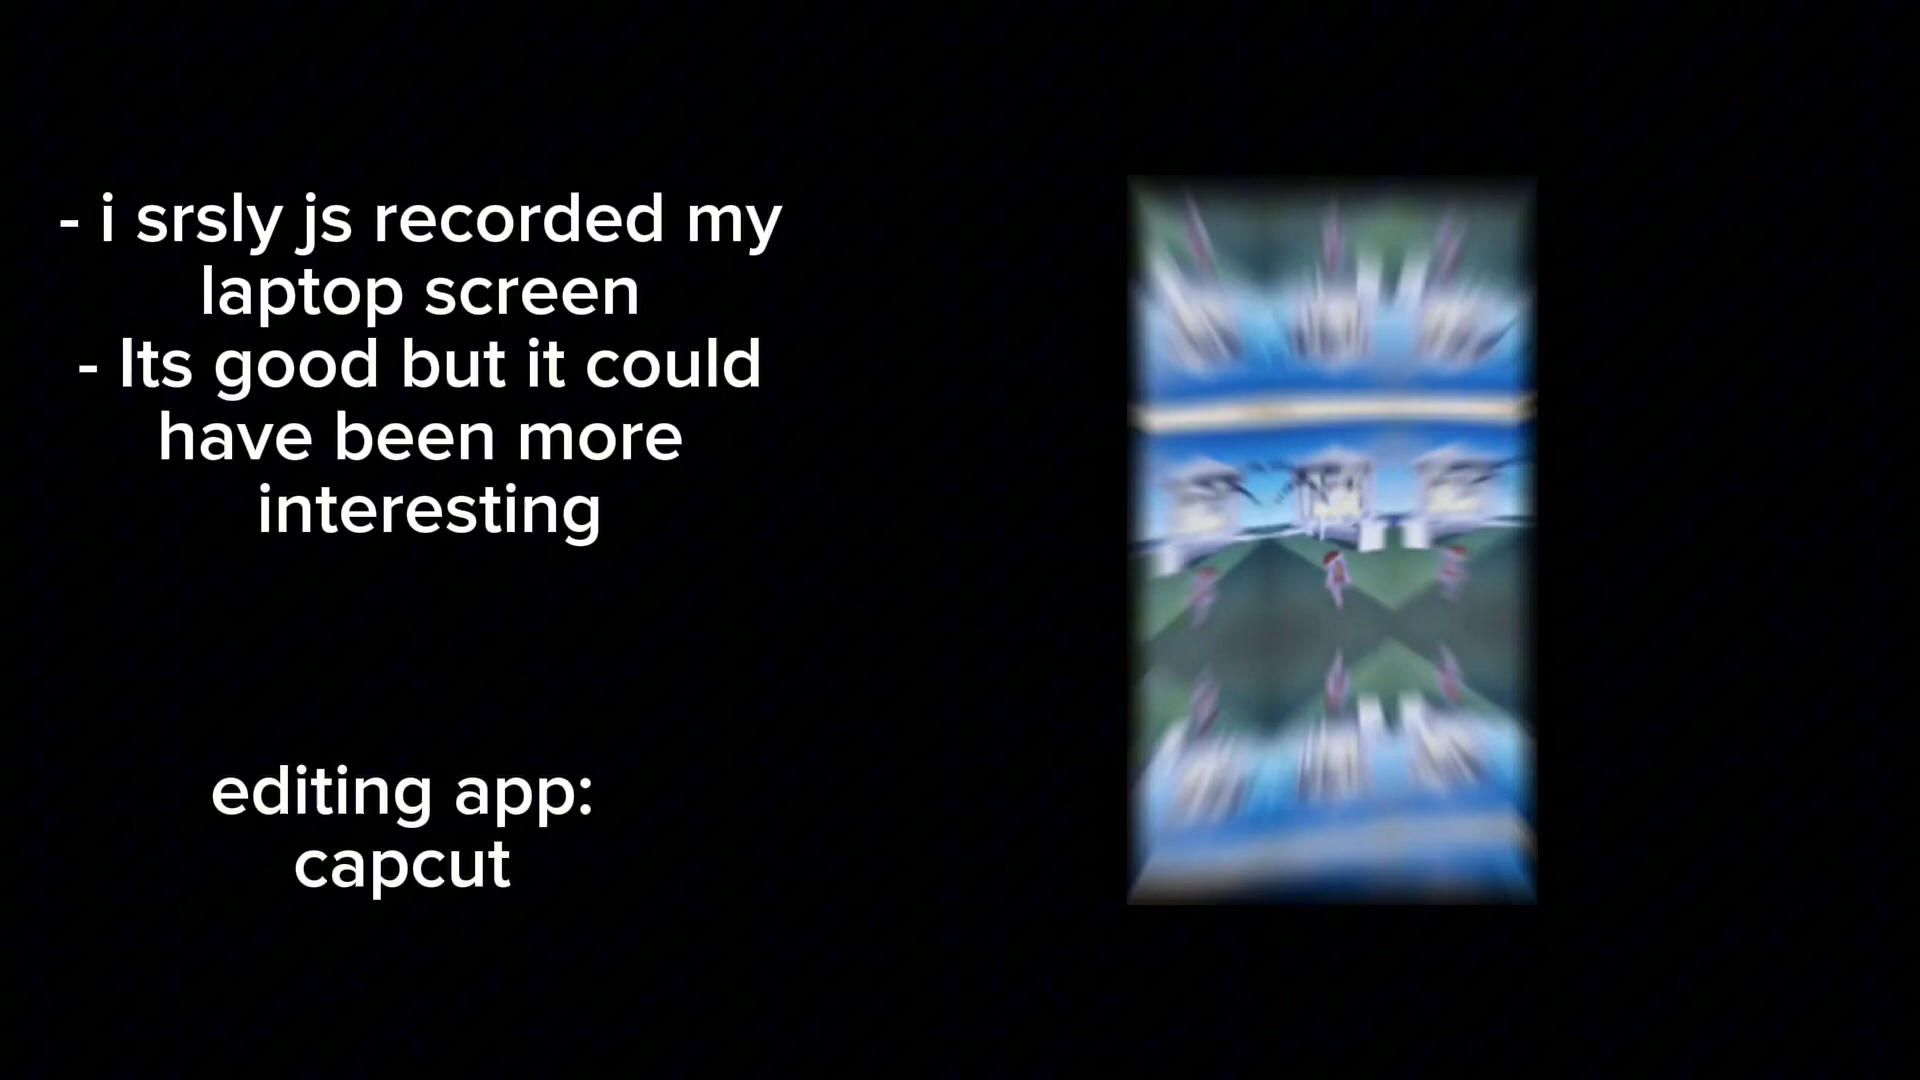 - i srsly js recorded my
laptop screen
- Its good but it could
have been more
interesting
editing app:
capcut